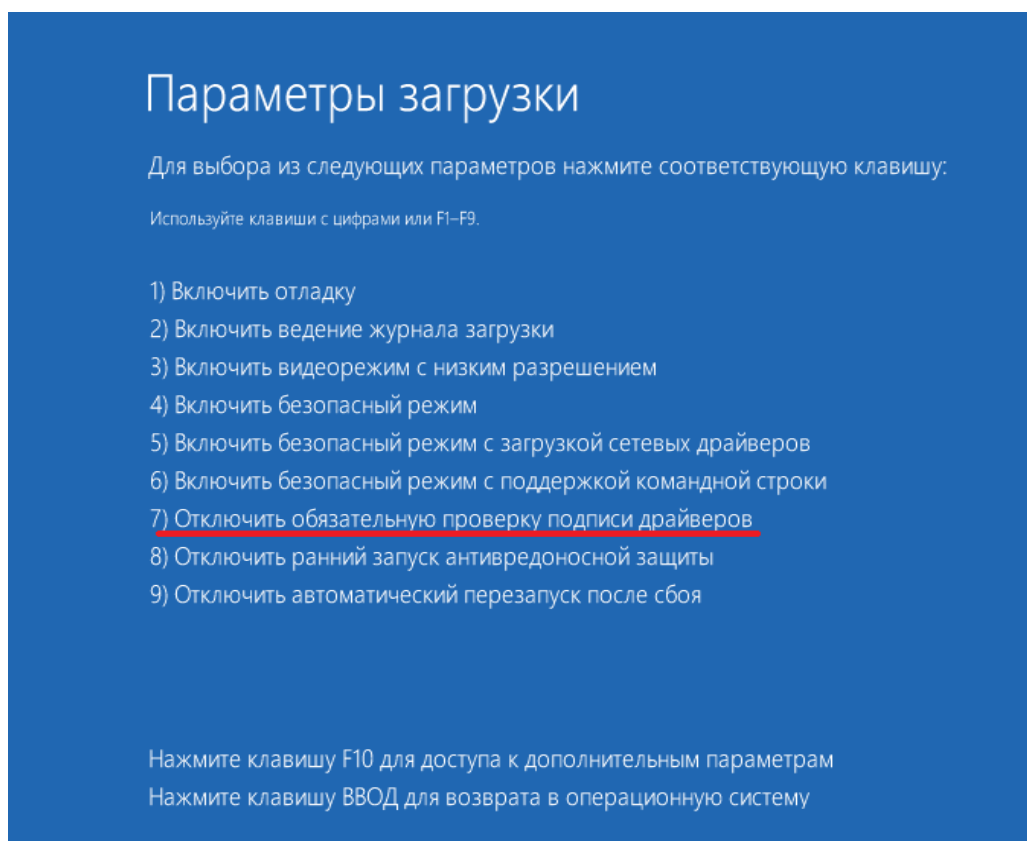 Параметры загрузки
Для выбора из следующих параметров нажмите соответствующую клавишу:
Используйте клавиши с цифрами или F1–F9.
1) Включить отладку
2) Включить ведение журнала загрузки
3) Включить видеорежим с низким разрешением
4) Включить безопасный режим
5) Включить безопасный режим с загрузкой сетевых драйверов
6) Включить безопасный режим с поддержкой командной строки
7) Отключить обязательную проверку подписи драйверов
8) Отключить ранний запуск антивредоносной защиты
9) Отключить автоматический перезапуск после сбоя
Нажмите клавишу F10 для доступа к дополнительным параметрам
Нажмите клавишу ВВОД для возврата в операционную систему